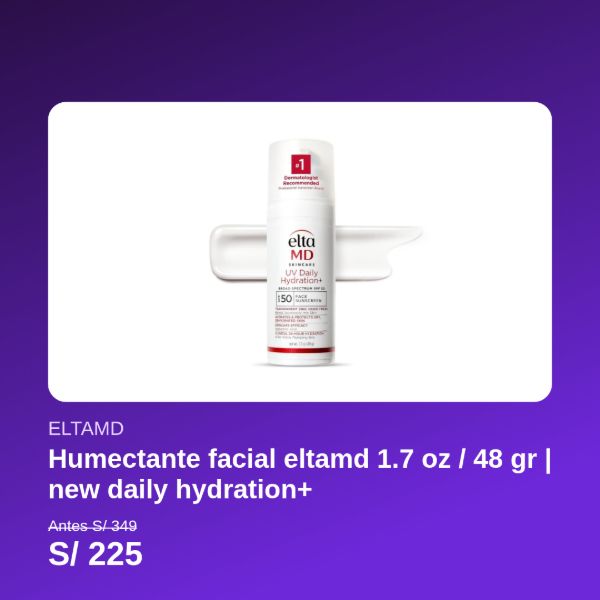 #1
Dermatologist
Recommended
elta
MD
SKINCARE
UV Daily
Hydration+
BROAD-SPECTRUM SPF 50
50 FACE
SUNSCREEN
ELTAMD
Humectante facial eltamd 1.7 oz / 48 gr |
new daily hydration+
Antes S/ 349
S/ 225